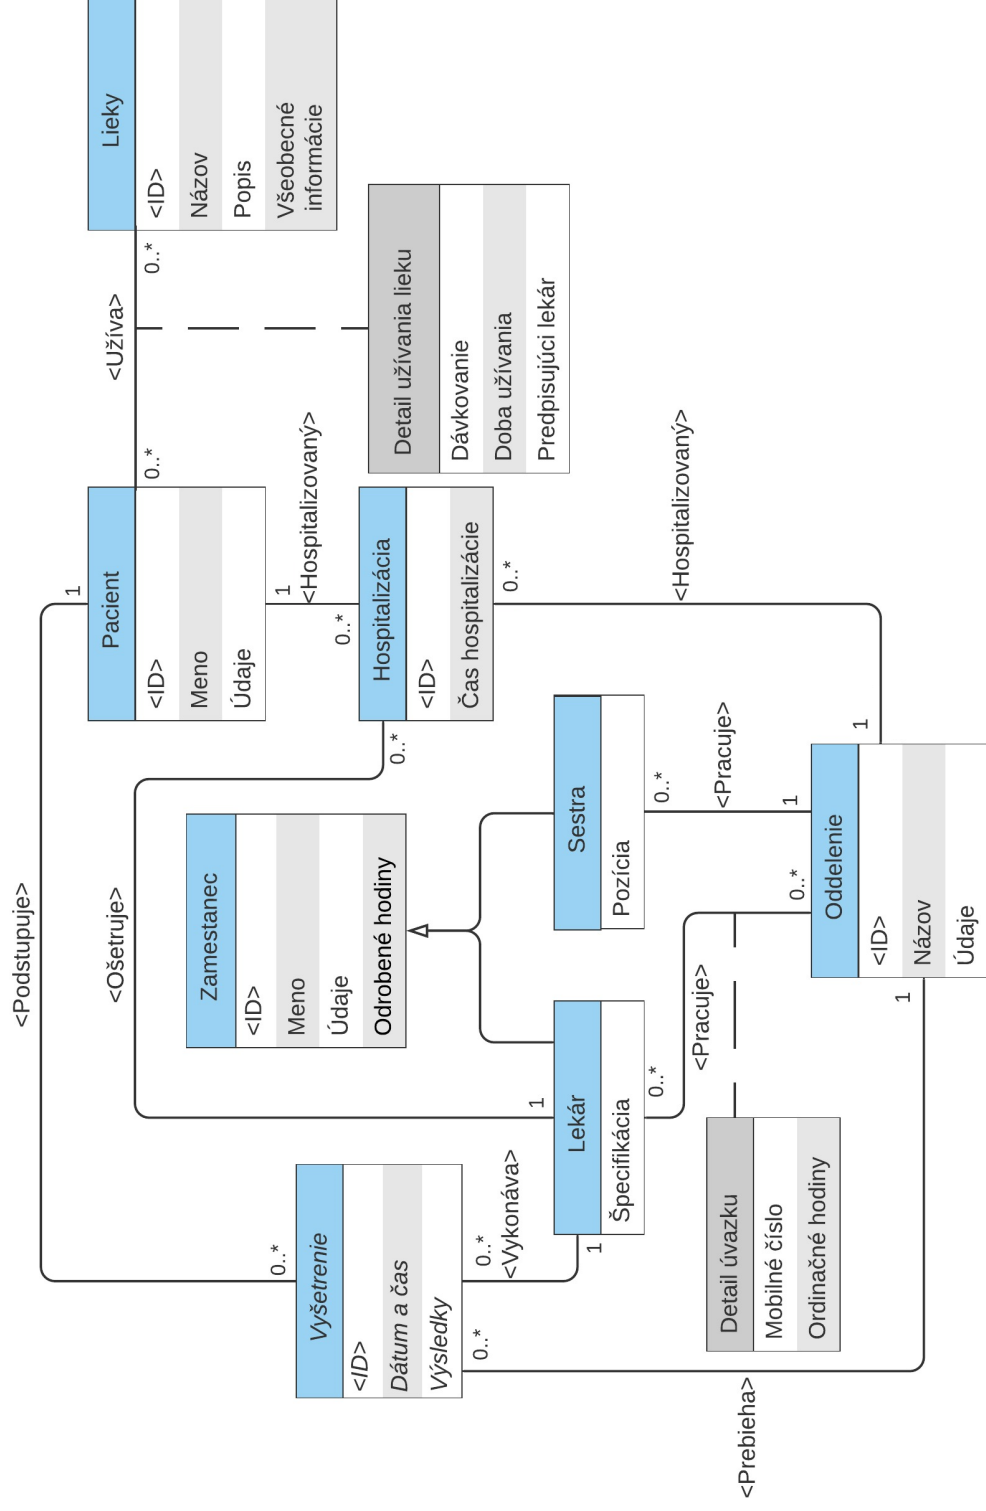 <Podstupuje>
<Ošetruje>
<Užíva>
1
0..*
0..*
Pacient
<ID>
Meno
Údaje
Lieky
<ID>
Názov
Popis
Všeobecné
informácie
Detail užívania lieku
Dávkovanie
Doba užívania
Predpisujúci lekár
1
<Hospitalizovaný>
0..*
Hospitalizácia
<ID>
Čas hospitalizácie
0..*
0..*
<Hospitalizovaný>
1
Zamestanec
<ID>
Meno
Údaje
Odrobené hodiny
0..*
Vyšetrenie
<ID>
Dátum a čas
Výsledky
0..*
<Vykonáva>
0..*
1
1
Lekár
Špecifikácia
0..*
<Pracuje>
0..*
Sestra
Pozícia
0..*
<Pracuje>
1
Detail úvazku
Mobilné číslo
Ordinačné hodiny
Oddelenie
<ID>
Názov
Údaje
1
<Prebieha>